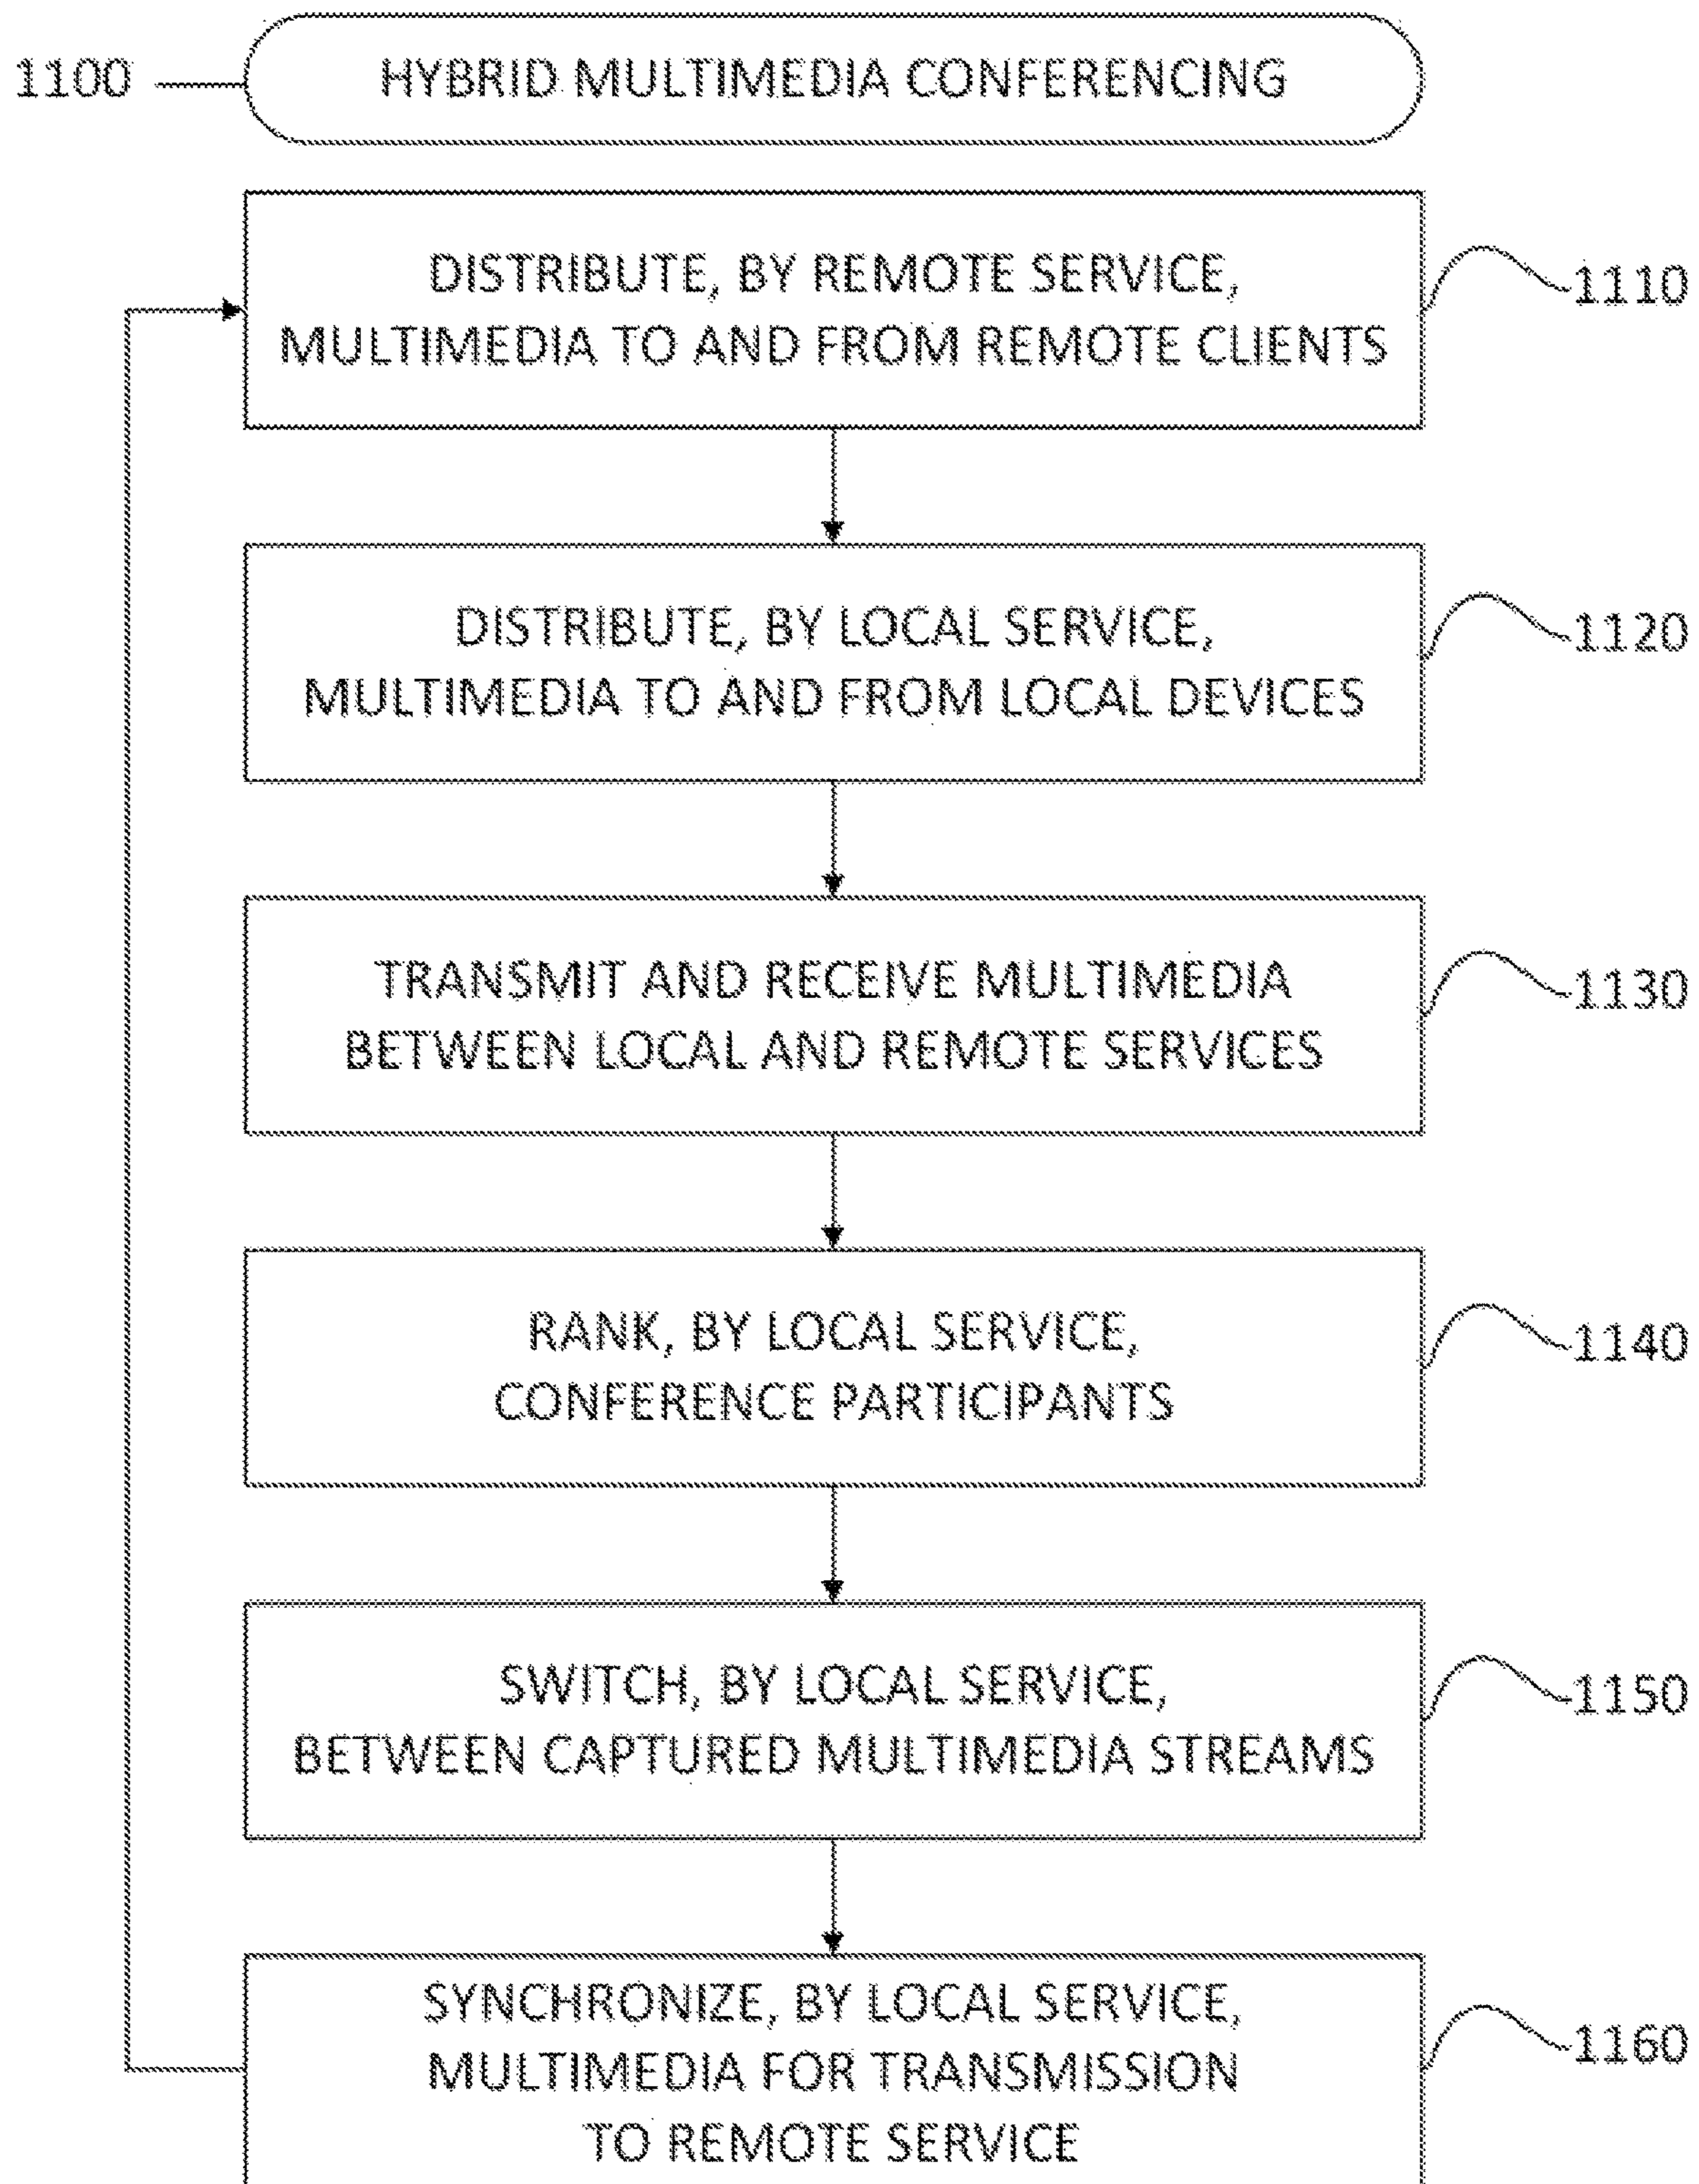 1100
HYBRID MULTIMEDIA CONFERENCING
DISTRIBUTE, BY REMOTE SERVICE,
MULTIMEDIA TO AND FROM REMOTE CLIENTS
1110
DISTRIBUTE, BY LOCAL SERVICE,
MULTIMEDIA TO AND FROM LOCAL DEVICES
1120
TRANSMIT AND RECEIVE MULTIMEDIA
BETWEEN LOCAL AND REMOTE SERVICES
1130
RANK, BY LOCAL SERVICE,
CONFERENCE PARTICIPANTS
1140
SWITCH, BY LOCAL SERVICE,
BETWEEN CAPTURED MULTIMEDIA STREAMS
1150
SYNCHRONIZE, BY LOCAL SERVICE,
MULTIMEDIA FOR TRANSMISSION
TO REMOTE SERVICE
1160